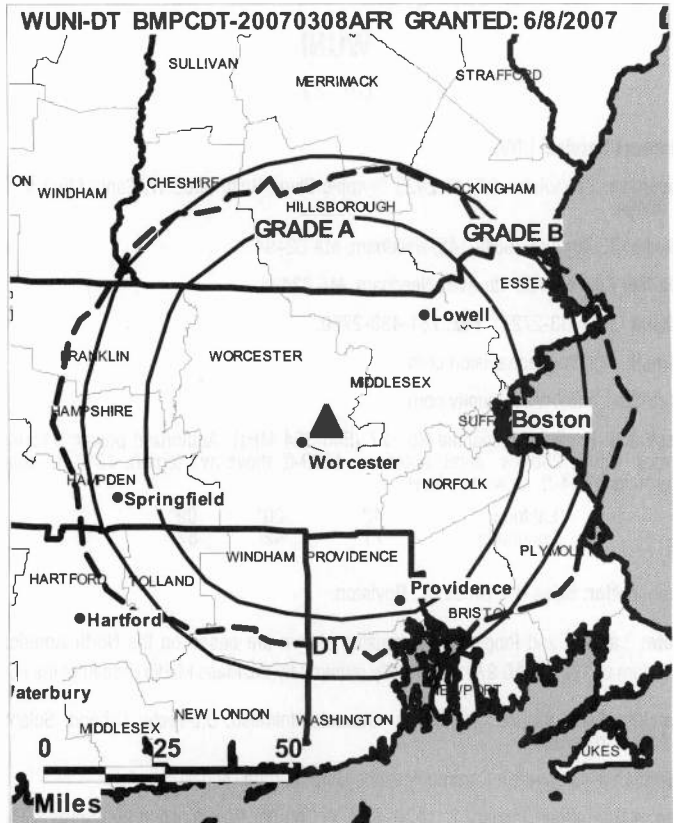 WUNI-DT BMPCDT-20070308AFR GRANTED: 6/8/2007
SULLIVAN
MERRIMACK
STRAFFORD
ON
WINDHAM
CHESHIRE
HILLSBOROUGH
ROCKINGHAM
GRADE A
GRADE B
ESSEX
Lowell
FRANKLIN
WORCESTER
MIDDLESEX
HAMPSHIRE
SUFF
Boston
Worcester
HAMPDEN
Springfield
NORFOLK
WINDHAM
PROVIDENCE
PLYMOUTH
HARTFORD
TOLLAND
Providence
Hartford
BRISTOL
DTV
NEWPORT
Waterbury
NEW LONDON
WASHINGTON
MIDDLESEX
DUKES
0 25 50
Miles